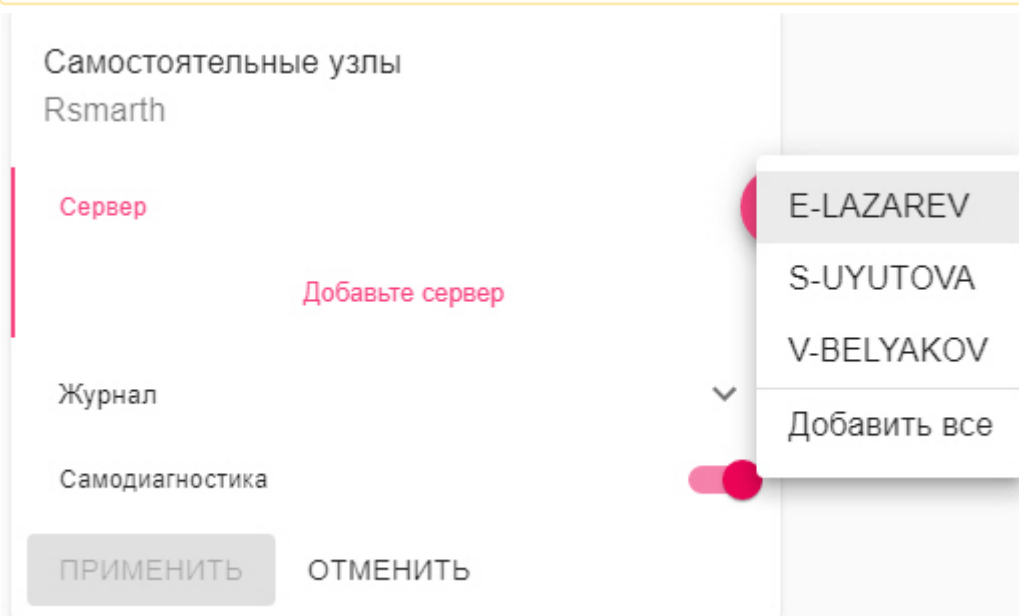 Самостоятельные узлы
Rsmarth
Сервер
Добавьте сервер
Журнал
Самодиагностика
ПРИМЕНИТЬ ОТМЕНИТЬ
E-LAZAREV
S-UYUTOVA
V-BELYAKOV
Добавить все